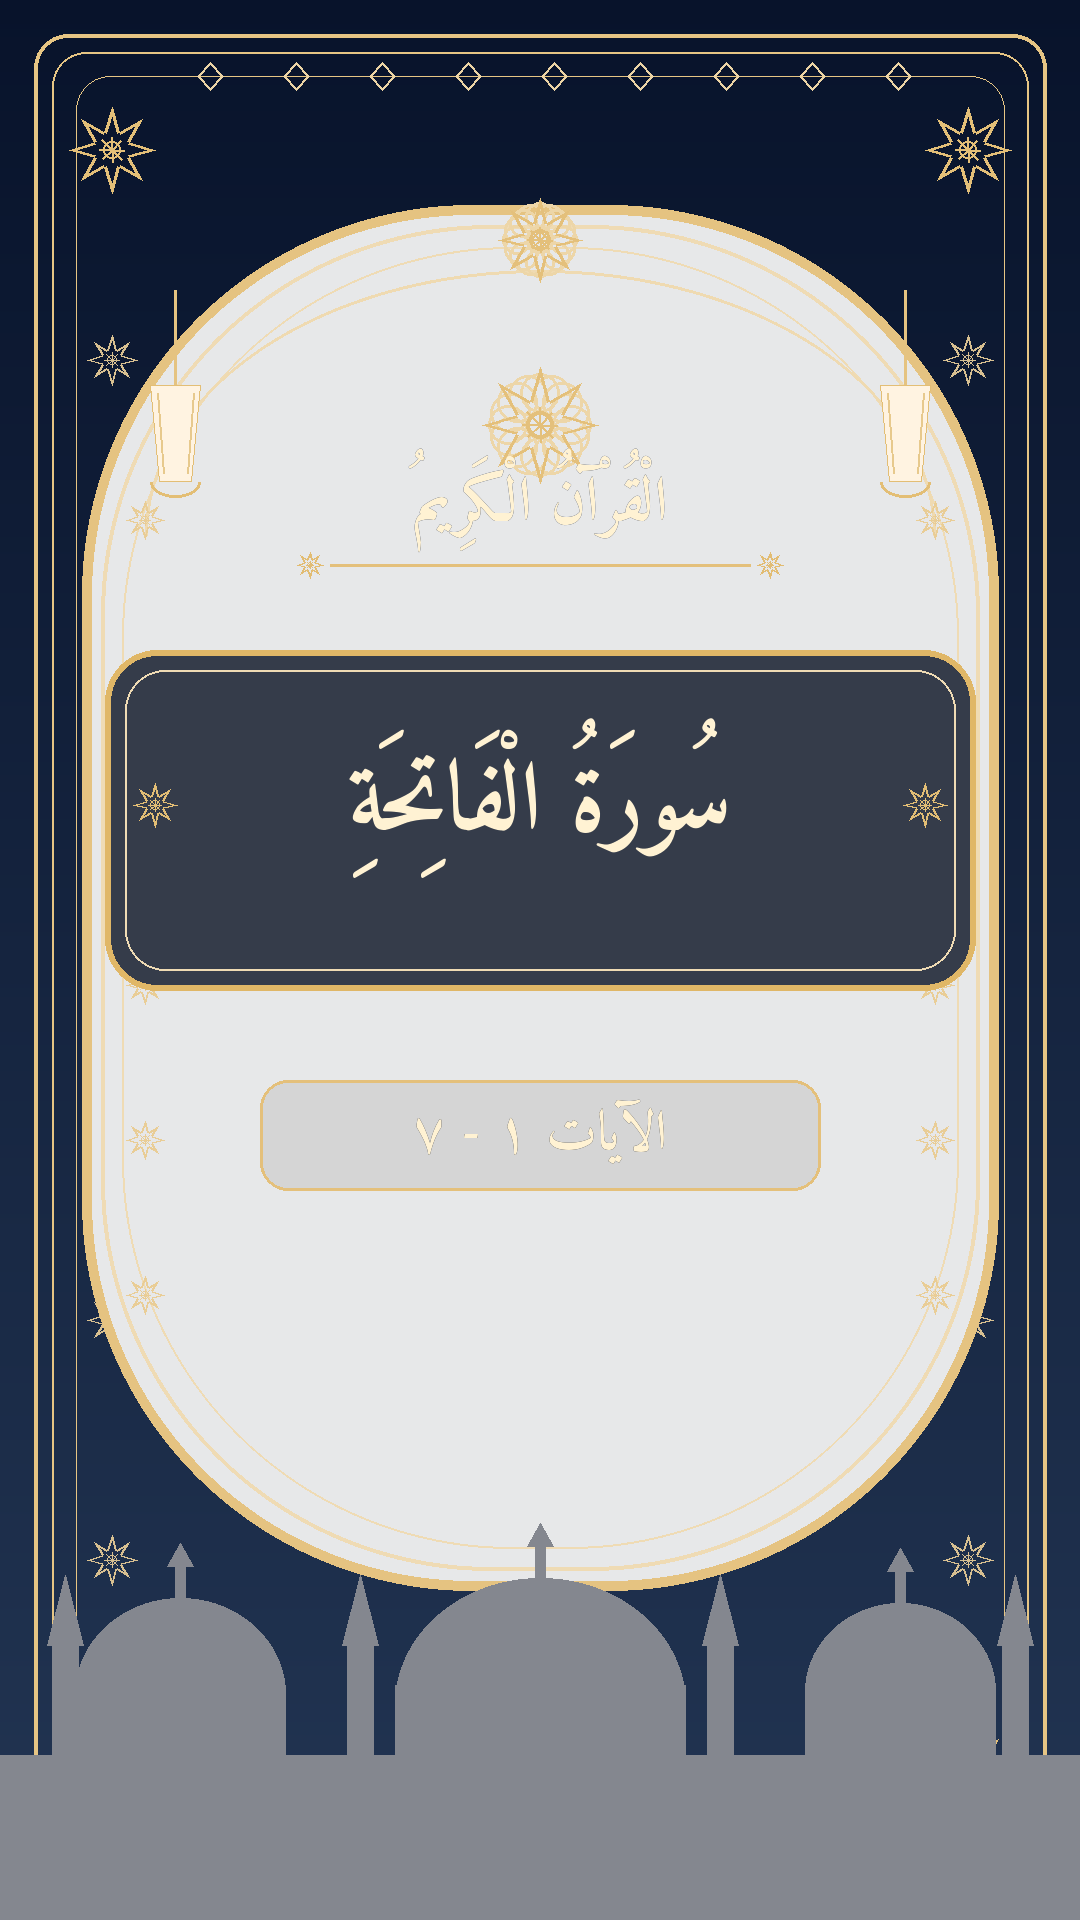 الْقُرْآنُ الْكَرِيمُ
سُورَةُ الْفَاتِحَةِ
الآيات ١ - ٧